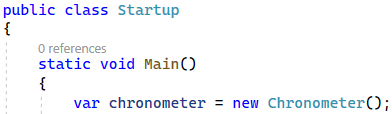 public class Startup
{
0 references
static void Main()
{
var chronometer = new Chronometer();